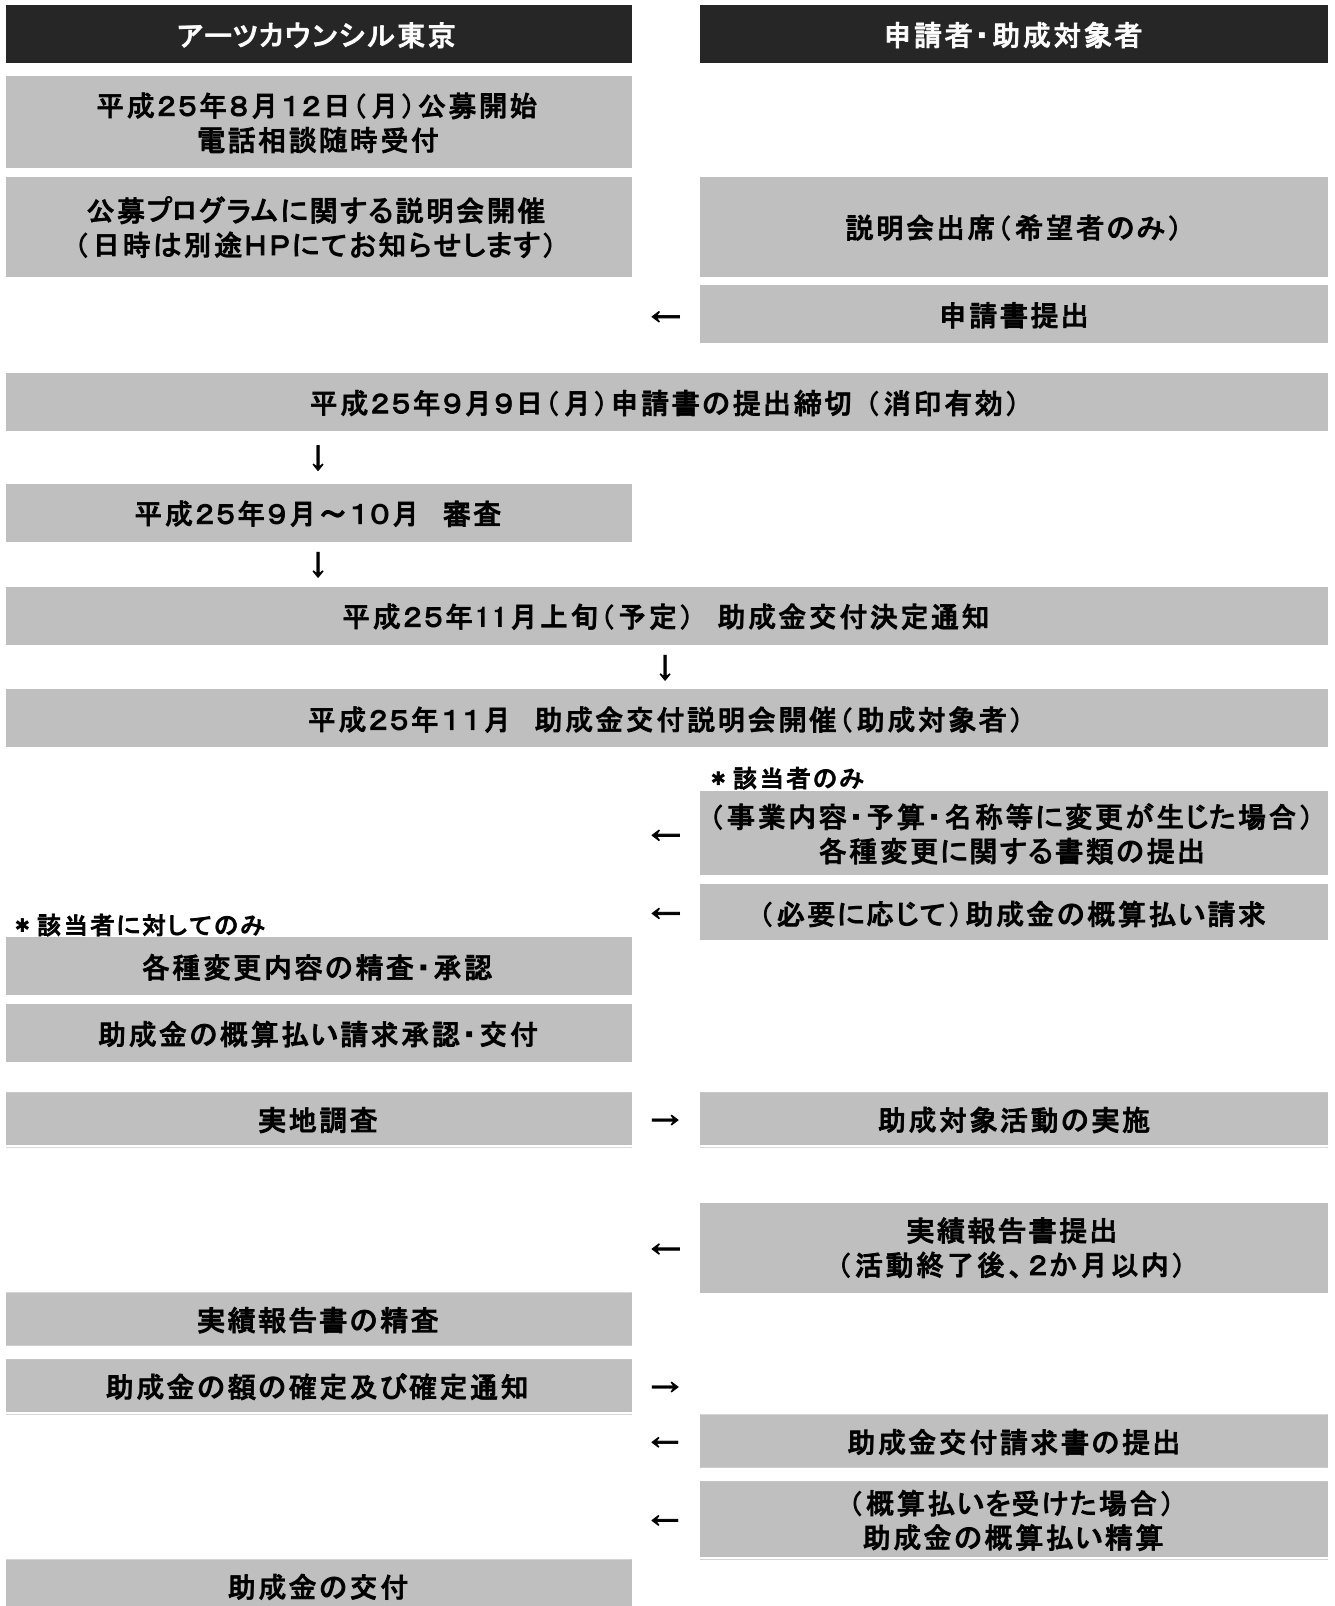 アーツカウンシル東京
申請者・助成対象者
平成25年8月12日(月)公募開始
電話相談随時受付
公募プログラムに関する説明会開催
(日時は別途HPにてお知らせします)
説明会出席(希望者のみ)
←
申請書提出
平成25年9月9日(月)申請書の提出締切 (消印有効)
↓
平成25年9月~10月 審査
↓
平成25年11月上旬(予定) 助成金交付決定通知
↓
平成25年11月 助成金交付説明会開催(助成対象者)
*該当者のみ
←
(事業内容・予算・名称等に変更が生じた場合)
各種変更に関する書類の提出
←
(必要に応じて)助成金の概算払い請求
*該当者に対してのみ
各種変更内容の精査・承認
助成金の概算払い請求承認・交付
実地調査
→
助成対象活動の実施
←
実績報告書提出
(活動終了後、2か月以内)
実績報告書の精査
助成金の額の確定及び確定通知
→
←
助成金交付請求書の提出
←
(概算払いを受けた場合)
助成金の概算払い精算
助成金の交付